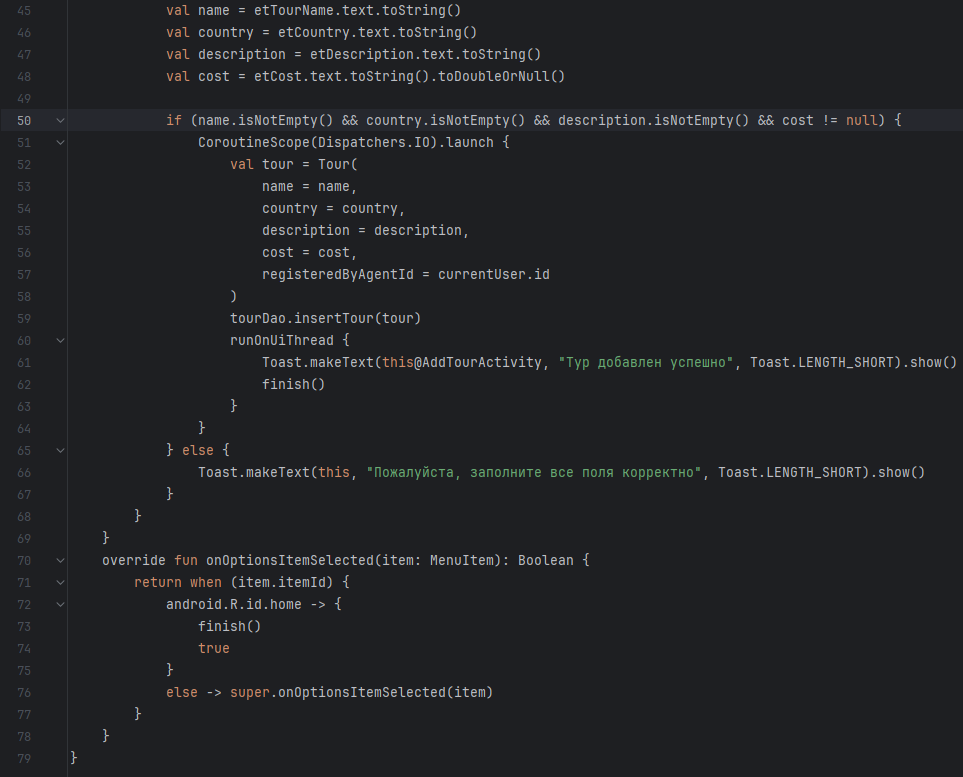 45 val name = etTourName.text.toString()
46 val country = etCountry.text.toString()
47 val description = etDescription.text.toString()
48 val cost = etCost.text.toString().toDoubleOrNull()
49
50 if (name.isNotEmpty() && country.isNotEmpty() && description.isNotEmpty() && cost != null) {
51 CoroutineScope(Dispatchers.IO).launch {
52 val tour = Tour(
53 name = name,
54 country = country,
55 description = description,
56 cost = cost,
57 registeredByAgentId = currentUser.id
58 )
59 tourDao.insertTour(tour)
60 runOnUiThread {
61 Toast.makeText(this@AddTourActivity, "Тур добавлен успешно", Toast.LENGTH_SHORT).show()
62 finish()
63 }
64 }
65 } else {
66 Toast.makeText(this, "Пожалуйста, заполните все поля корректно", Toast.LENGTH_SHORT).show()
67 }
68 }
69 }
70 override fun onOptionsItemSelected(item: MenuItem): Boolean {
71 return when (item.itemId) {
72 android.R.id.home -> {
73 finish()
74 true
75 }
76 else -> super.onOptionsItemSelected(item)
77 }
78 }
79 }